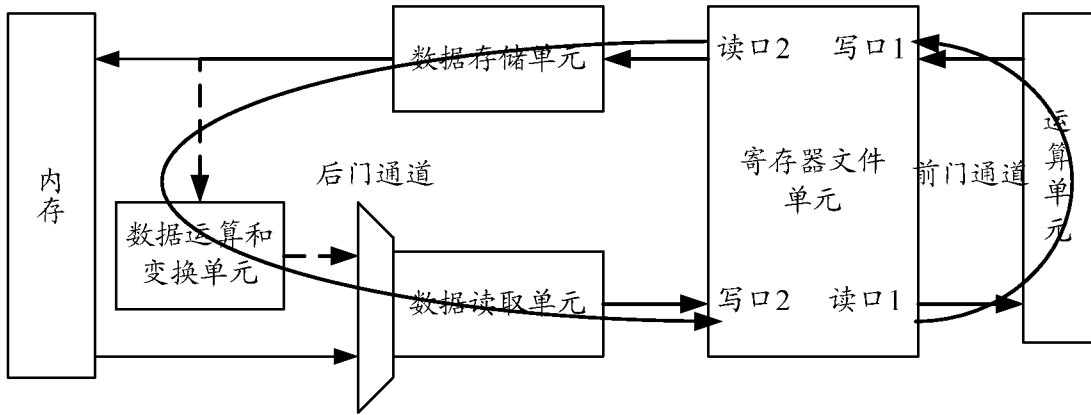 数据存储单元
读口2
写口1
内存
后门通道
寄存器文件
单元
前门通道
运算单元
数据运算和
变换单元
数据读取单元
写口2
读口1